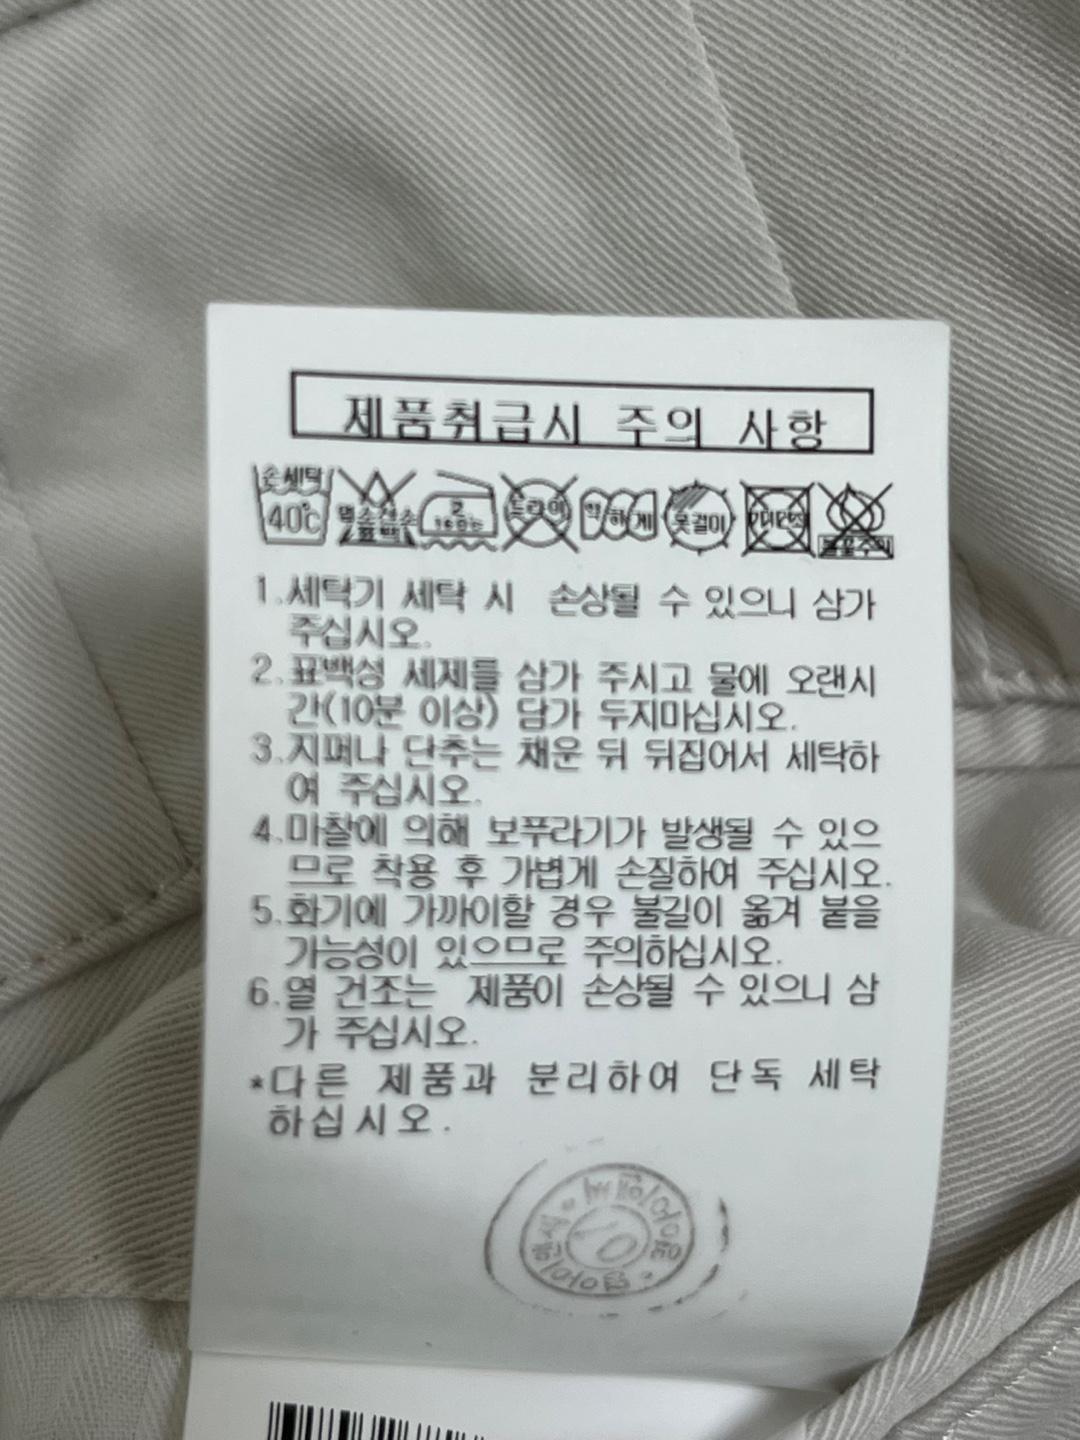 제품취급시 주의 사항
손세탁
40℃
염소산소
표백
2
160℃
드라이
약하게
옷걸이
기계건조
불꽃주의
1.세탁기 세탁 시 손상될 수 있으니 삼가
주십시오.
2.표백성 세제를 삼가 주시고 물에 오랜시
간(10분 이상) 담가 두지마십시오.
3.지퍼나 단추는 채운 뒤 뒤집어서 세탁하
여 주십시오.
4.마찰에 의해 보푸라기가 발생될 수 있으
므로 착용 후 가볍게 손질하여 주십시오.
5.화기에 가까이할 경우 불길이 옮겨 붙을
가능성이 있으므로 주의하십시오.
6.열 건조는 제품이 손상될 수 있으니 삼
가 주십시오.
*다른 제품과 분리하여 단독 세탁
하십시오.